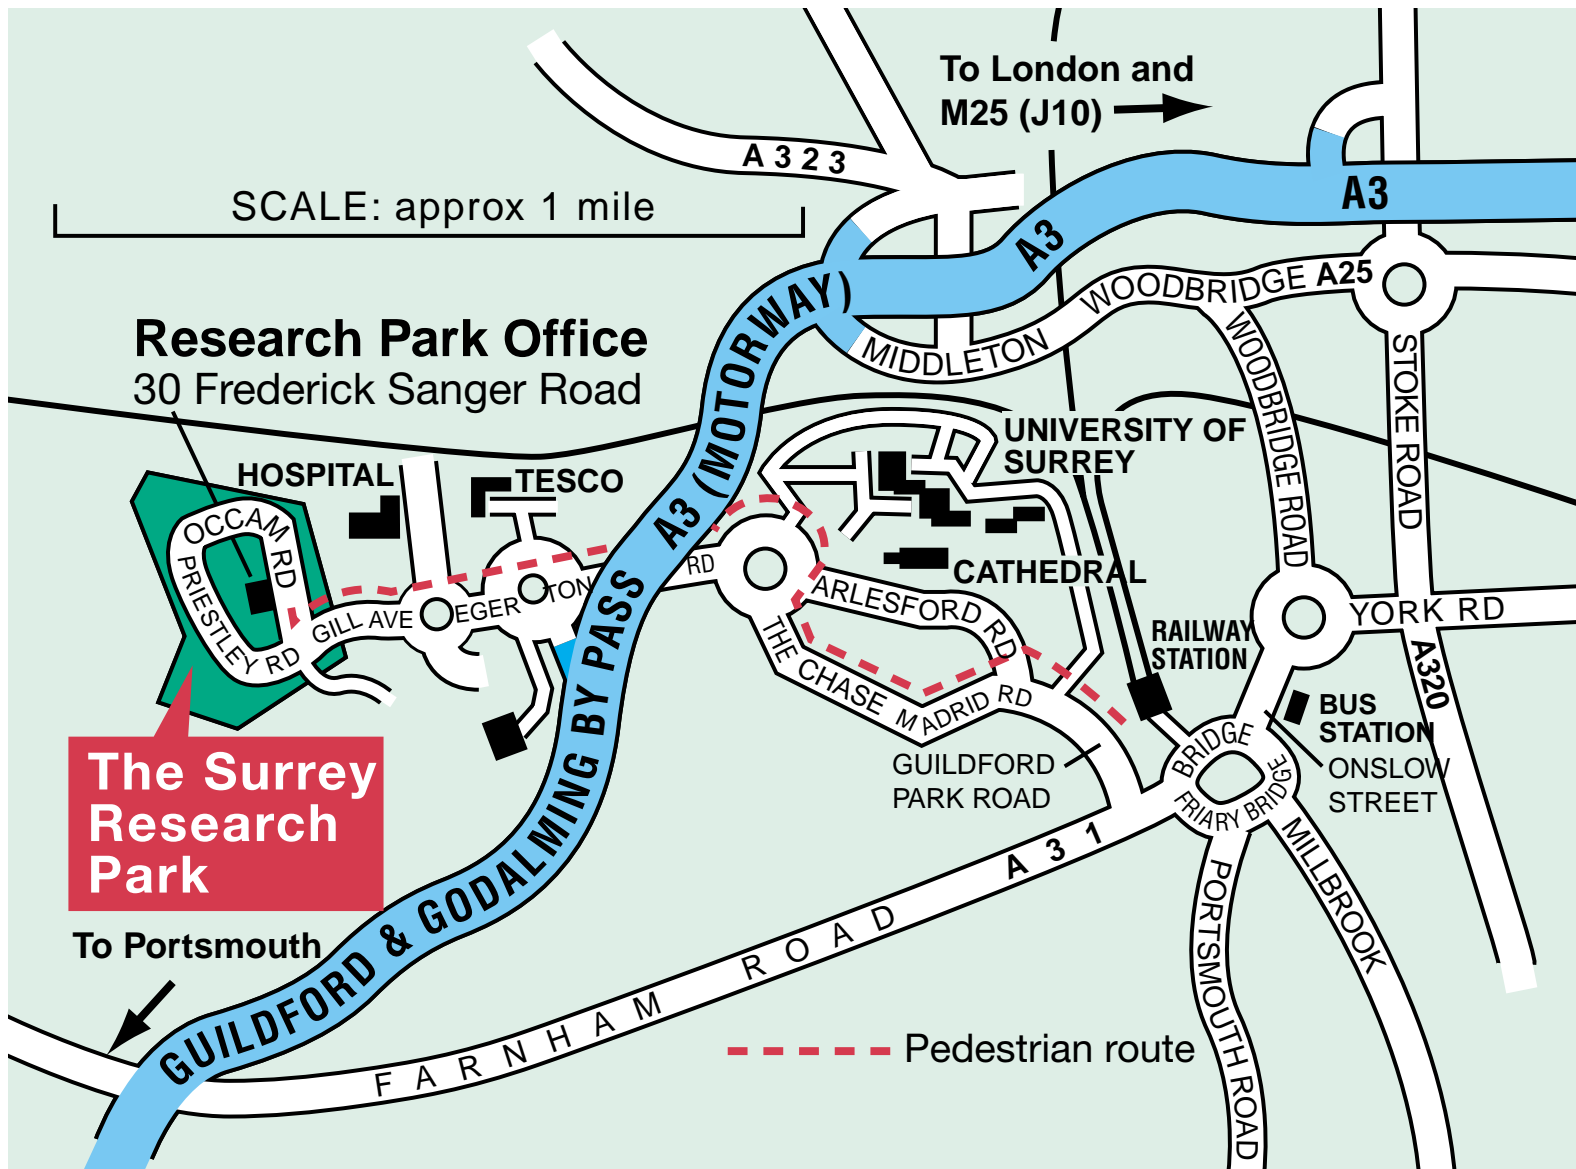 To London and
M25 (J10)
A323
SCALE: approx 1 mile
A3
A3
WOODBRIDGE A25
MIDDLETON
Research Park Office
30 Frederick Sanger Road
A3 (MOTORWAY)
WOODBRIDGE ROAD
STOKE ROAD
UNIVERSITY OF
SURREY
HOSPITAL
TESCO
OCCAM RD
PRIESTLEY RD
GILL AVE
EGERTON RD
CATHEDRAL
ARLESFORD RD
THE CHASE
MADRID RD
YORK RD
RAILWAY
STATION
A320
BUS
STATION
ONSLOW
STREET
BRIDGE
FRIARY BRIDGE
GUILDFORD
PARK ROAD
The Surrey
Research
Park
GUILDFORD & GODALMING BY PASS
A31
FARNHAM ROAD
MILLBROOK
PORTSMOUTH ROAD
To Portsmouth
Pedestrian route